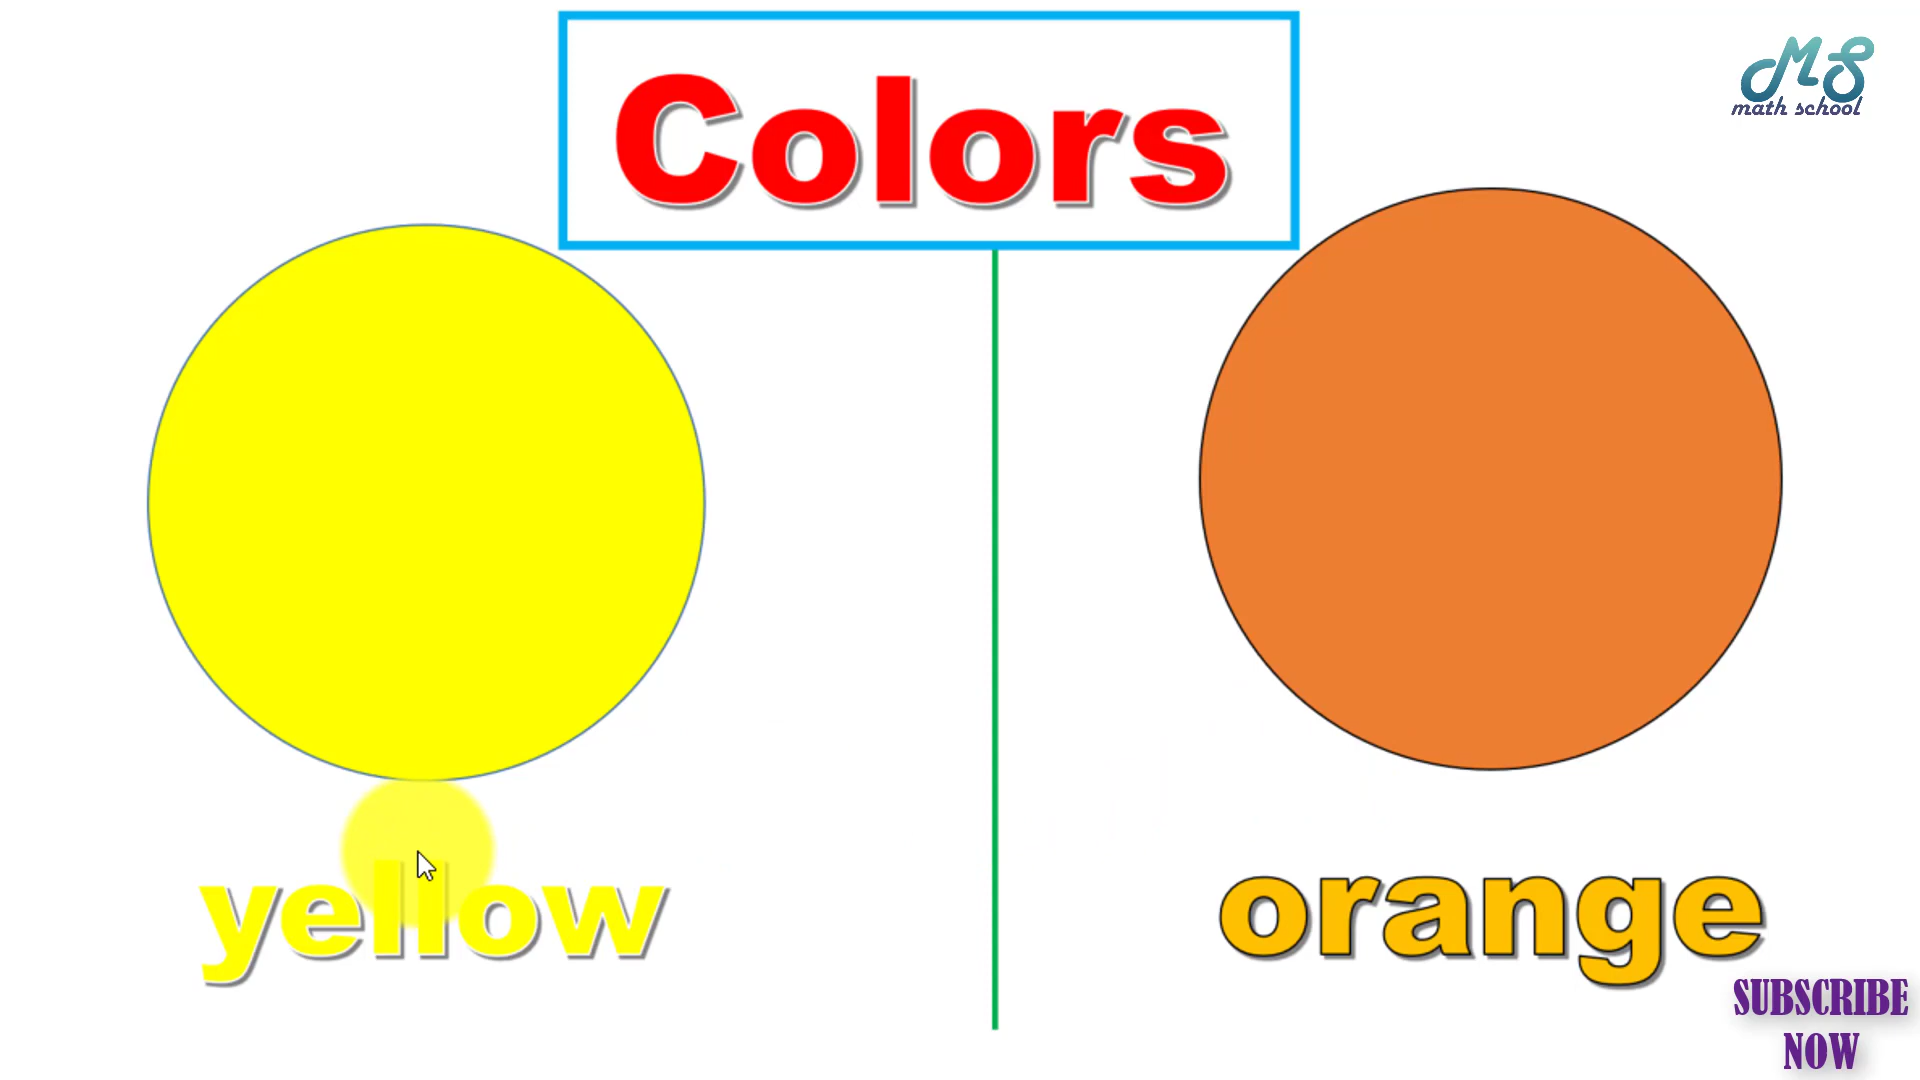 Colors
MS
math school
yellow
orange
SUBSCRIBE
NOW